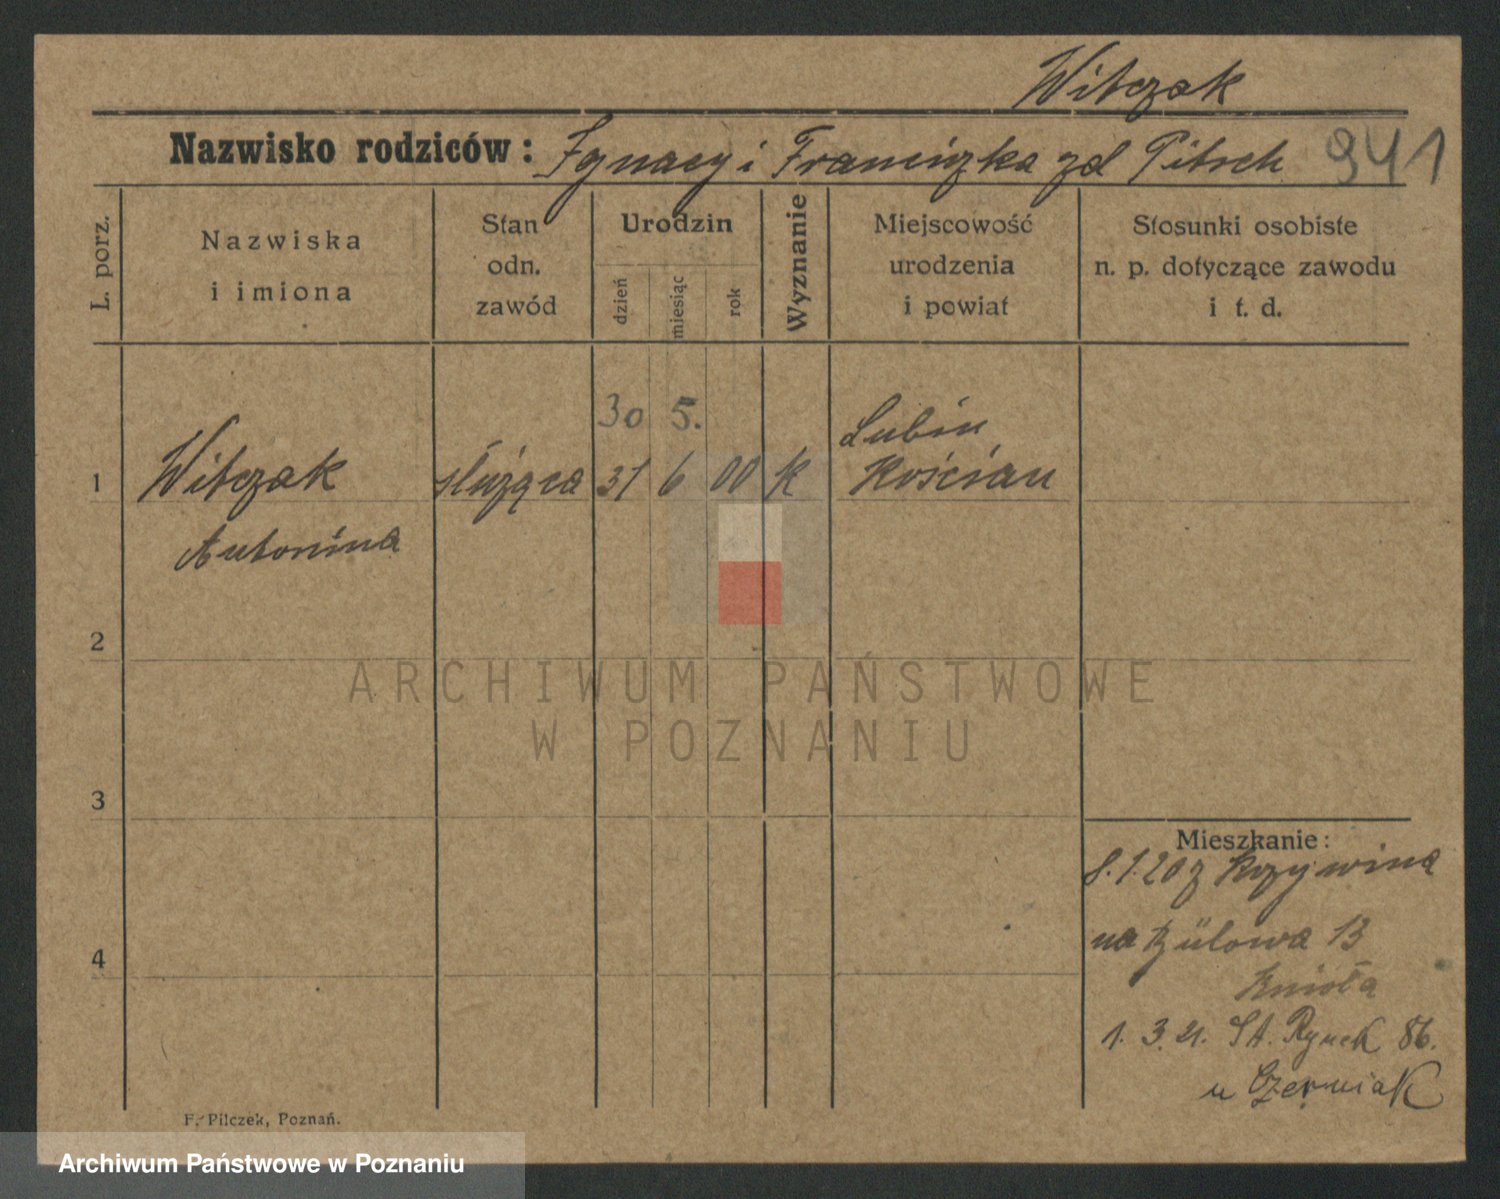 Witczak
Nazwisko rodziców: Ignacy i Franciszka zd Pitsch 941
L. porz.
Nazwiska
i imiona
Stan
odn.
zawód
Urodzin
dzień
miesiąc
rok
Wyznanie
Miejscowość
urodzenia
i powiat
Stosunki osobiste
n. p. dotyczące zawodu
i t. d.
30 5.
Lubin
1 Witczak służąca 31 6 00 K Kościan
Antonina
2
ARCHIWUM PAŃSTWOWE
W POZNANIU
3
Mieszkanie:
8.1.20 z
4 na Bülowa 13
1. 3. 21. St. Rynek 86.
u Czerniak
F. Pilczek, Poznań.
Archiwum Państwowe w Poznaniu